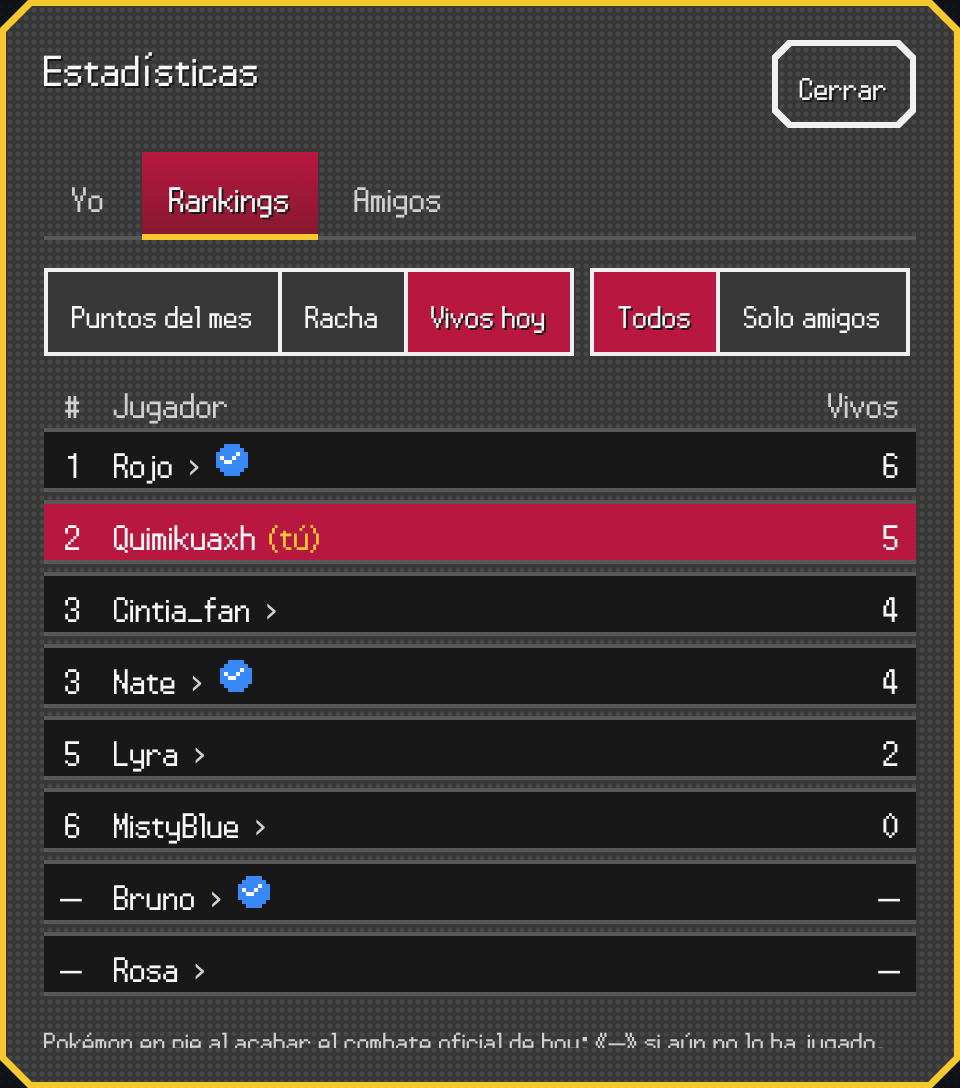 Estadísticas
Cerrar
Yo Rankings Amigos
Puntos del mes Racha Vivos hoy Todos Solo amigos
# Jugador Vivos
1 Rojo › 6
2 Quimikuaxh (tú) 5
3 Cintia_fan › 4
3 Nate › 4
5 Lyra › 2
6 MistyBlue › 0
— Bruno › —
— Rosa › —
Pokémon en pie al acabar el combate oficial de hoy; «—» si aún no lo ha jugado.